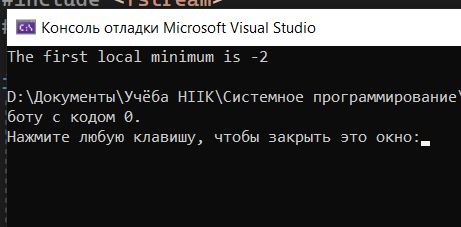 #include <fstream>
Консоль отладки Microsoft Visual Studio
The first local minimum is -2
D:\Документы\Учёба НIIК\Системное программирование\
боту с кодом 0.
Нажмите любую клавишу, чтобы закрыть это окно: